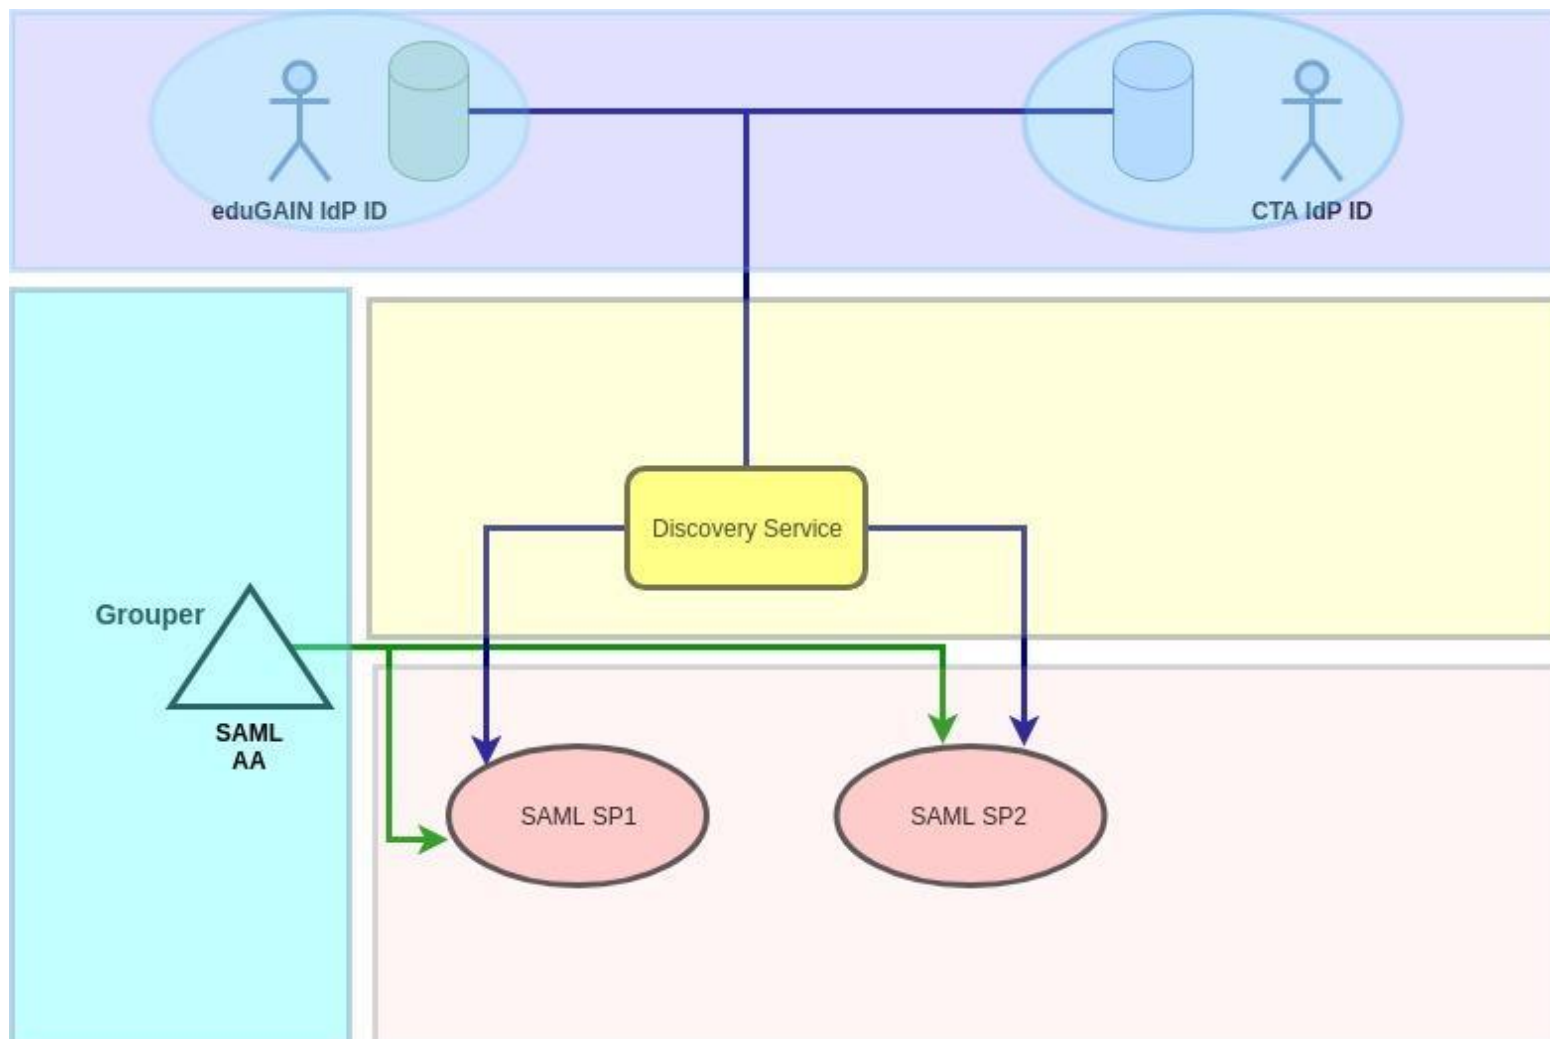 eduGAIN IdP ID
CTA IdP ID
Discovery Service
Grouper
SAML
AA
SAML SP1
SAML SP2